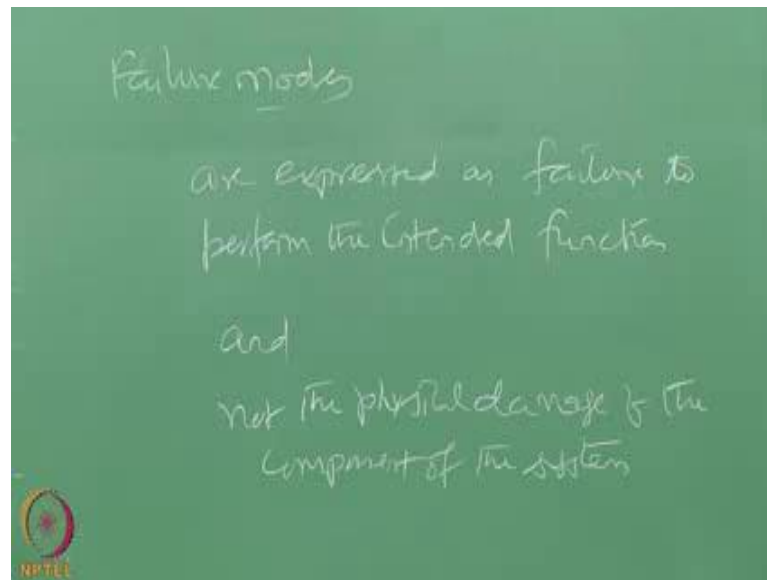 Failure modes
are expressed as failure to
perform the intended function
and
not the physical damage of the
component of the system
NPTEL